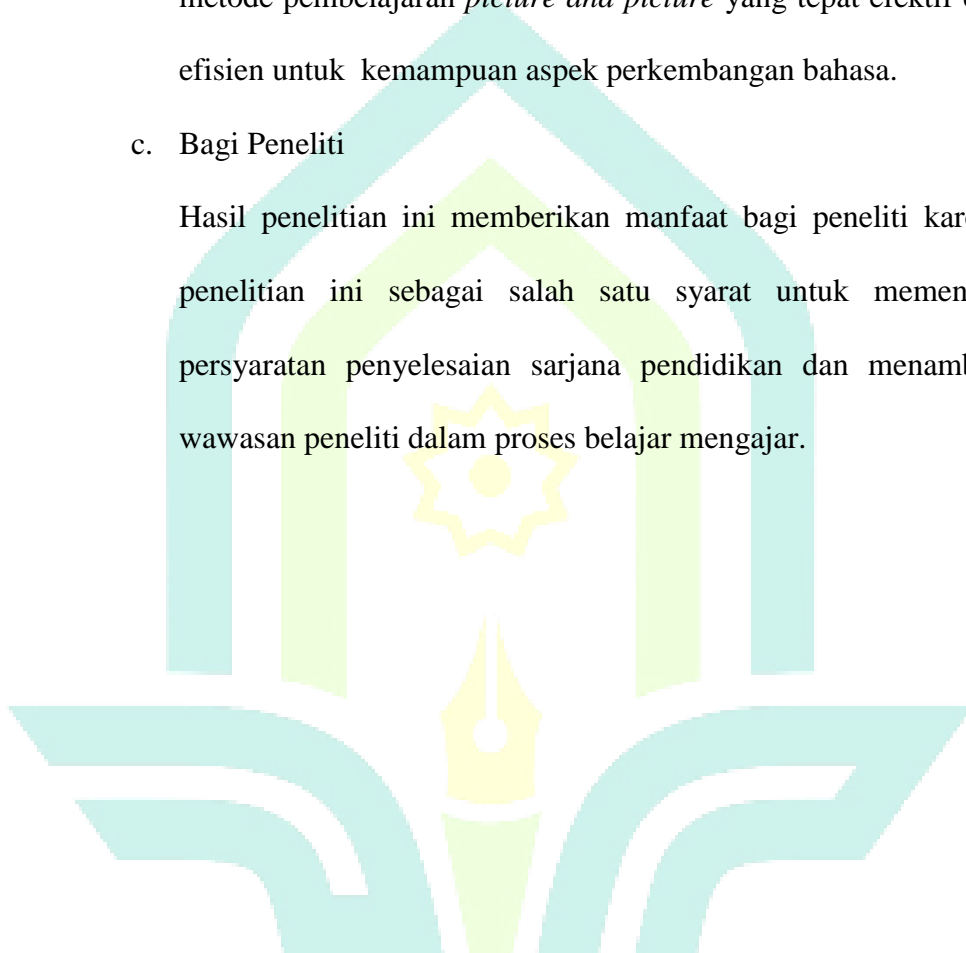 metode pembelajaran picture and picture yang tepat efektif
efisien untuk kemampuan aspek perkembangan bahasa.
c. Bagi Peneliti
Hasil penelitian ini memberikan manfaat bagi peneliti
penelitian ini sebagai salah satu syarat untuk
persyaratan penyelesaian sarjana pendidikan dan
wawasan peneliti dalam proses belajar mengajar.